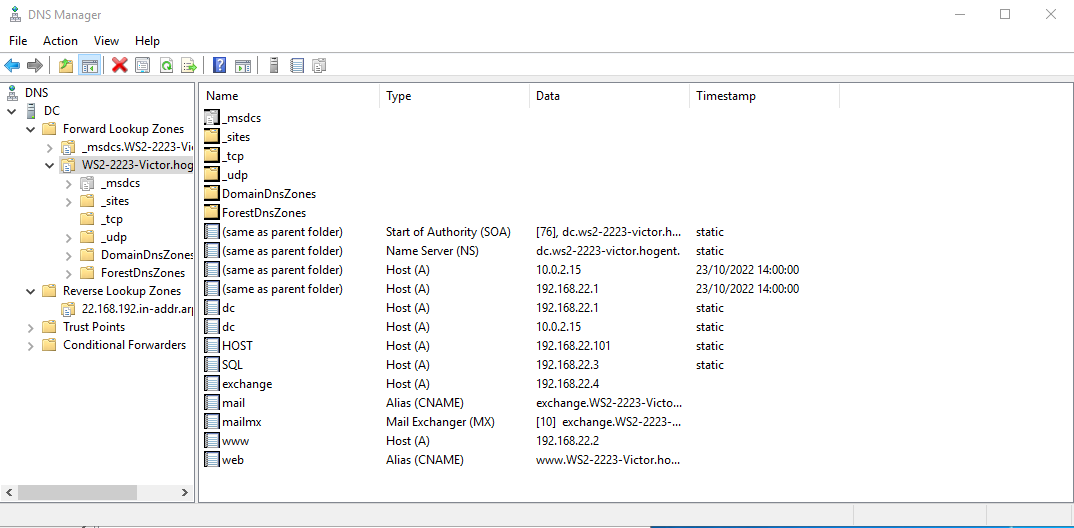 DNS Manager
File Action View Help
DNS
DC
Forward Lookup Zones
_msdcs.WS2-2223-Vi
WS2-2223-Victor.hog
_msdcs
_sites
_tcp
_udp
DomainDnsZones
ForestDnsZones
Reverse Lookup Zones
22.168.192.in-addr.arp
Trust Points
Conditional Forwarders
Name Type Data Timestamp
_msdcs
_sites
_tcp
_udp
DomainDnsZones
ForestDnsZones
(same as parent folder) Start of Authority (SOA) [76], dc.ws2-2223-victor.h... static
(same as parent folder) Name Server (NS) dc.ws2-2223-victor.hogent. static
(same as parent folder) Host (A) 10.0.2.15 23/10/2022 14:00:00
(same as parent folder) Host (A) 192.168.22.1 23/10/2022 14:00:00
dc Host (A) 192.168.22.1 static
dc Host (A) 10.0.2.15 static
HOST Host (A) 192.168.22.101 static
SQL Host (A) 192.168.22.3 static
exchange Host (A) 192.168.22.4
mail Alias (CNAME) exchange.WS2-2223-Victo...
mailmx Mail Exchanger (MX) [10] exchange.WS2-2223-...
www Host (A) 192.168.22.2
web Alias (CNAME) www.WS2-2223-Victor.ho...